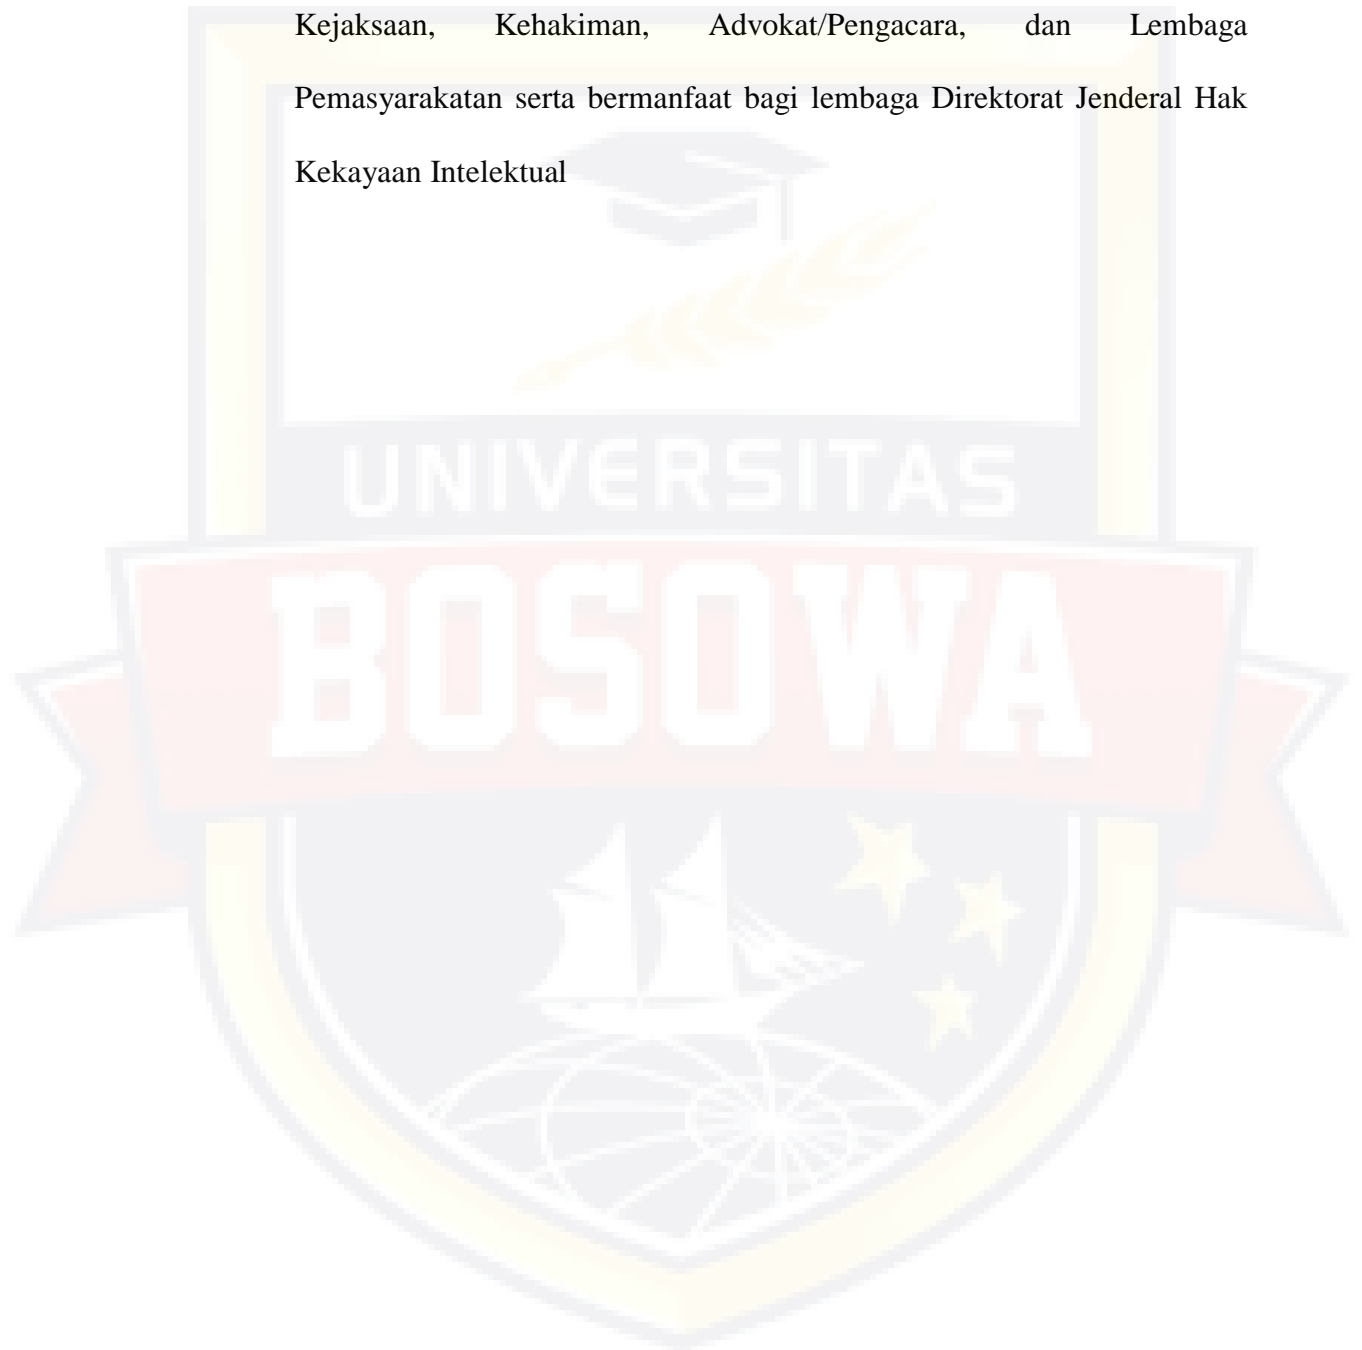 Kejaksaan, Kehakiman, Advokat/Pengacara, dan Lembaga
Pemasyarakatan serta bermanfaat bagi lembaga Direktorat Jenderal Hak
Kekayaan Intelektual
UNIVERSITAS
BOSOWA